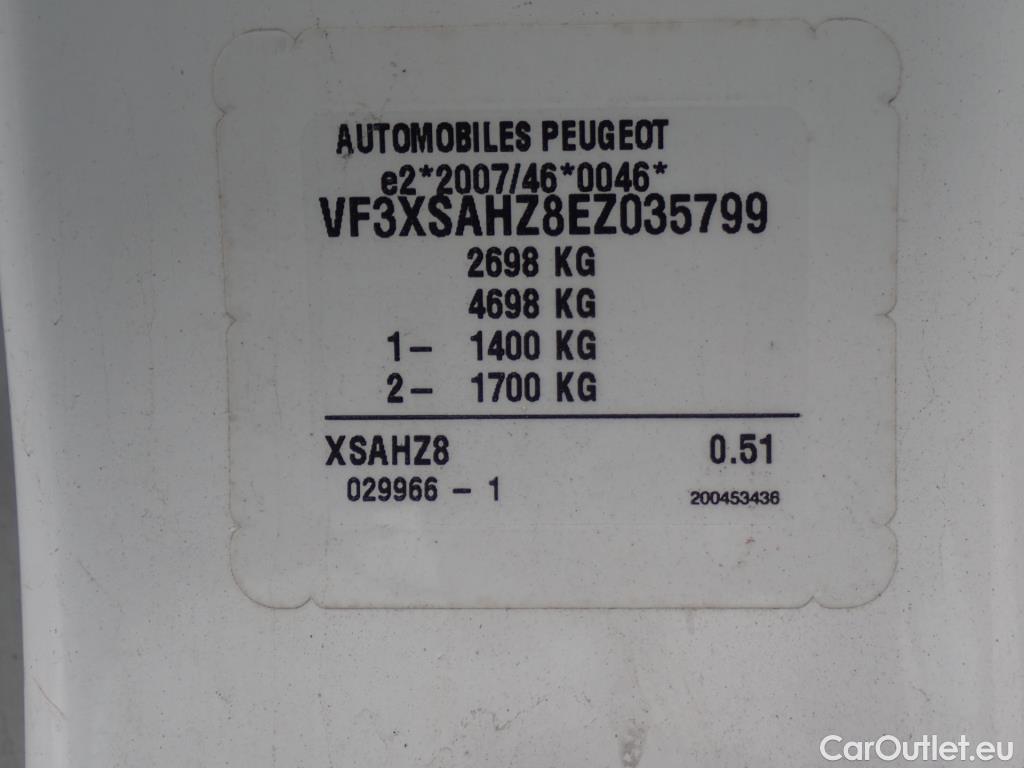 AUTOMOBILES PEUGEOT
e2*2007/46*0046*
VF3XSAHZ8EZ035799
2698 KG
4698 KG
1- 1400 KG
2- 1700 KG
XSAHZ8 0.51
029966 - 1 200453436
CarOutlet.eu